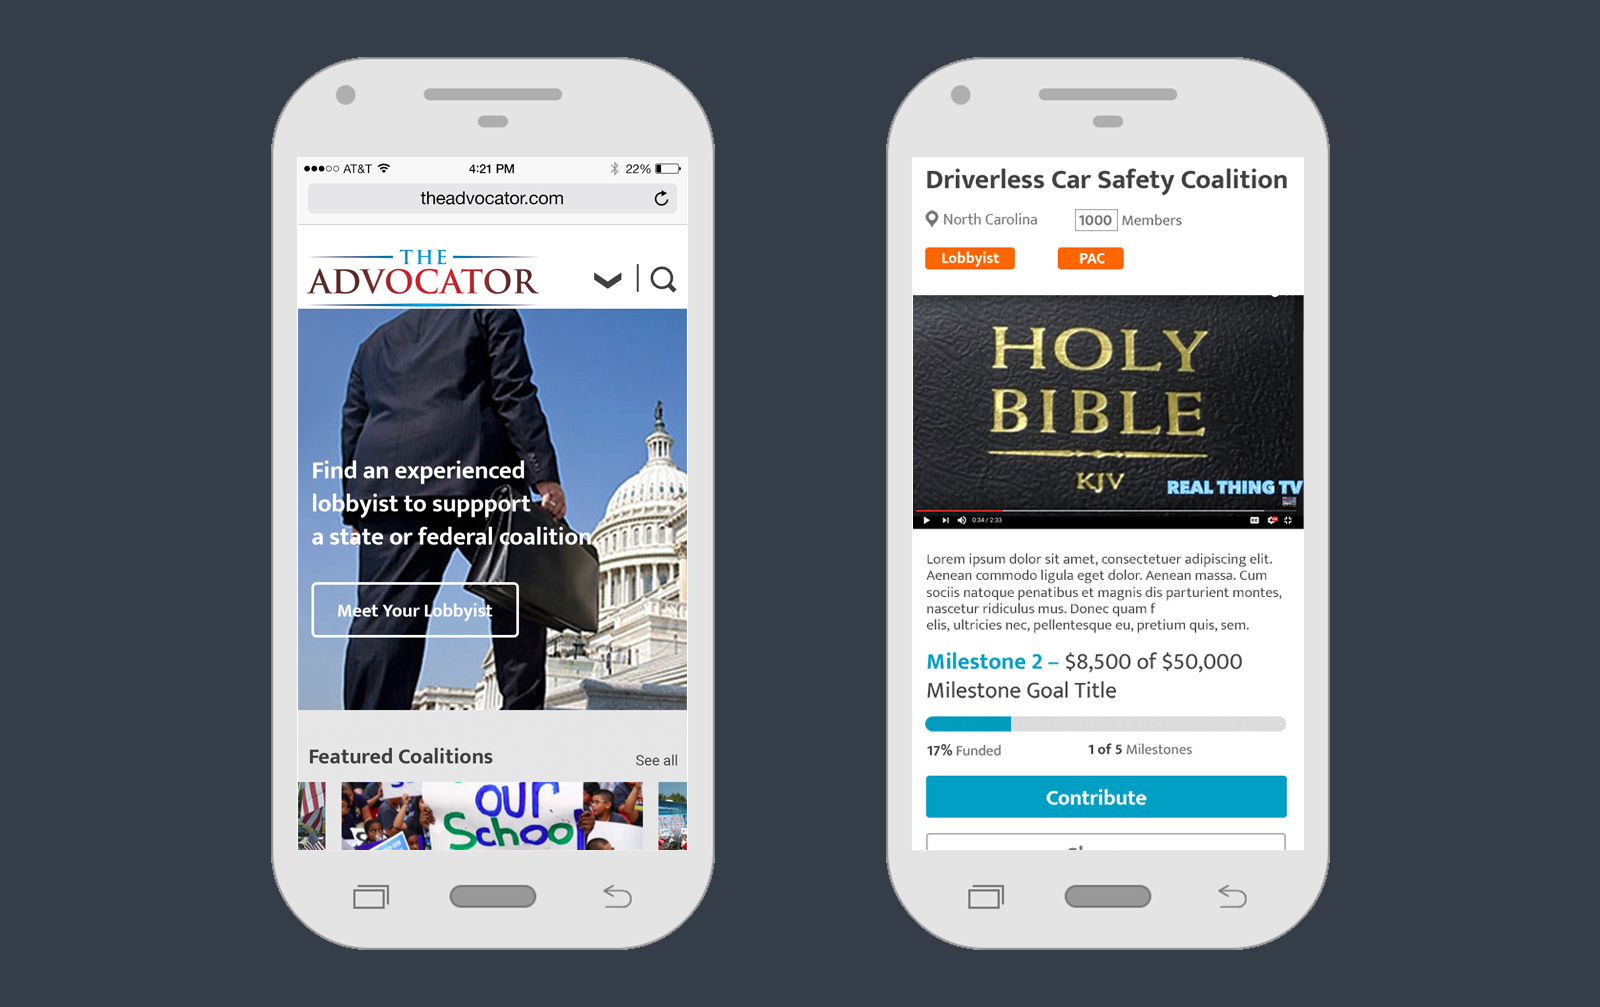 AT&T 4:21 PM 22%
theadvocator.com
THE
ADVOCATOR
Find an experienced
lobbyist to suppport
a state or federal coalition.
Meet Your Lobbyist
Featured Coalitions See all
our
School
Driverless Car Safety Coalition
North Carolina 1000 Members
Lobbyist PAC
HOLY
BIBLE
KJV
REAL THING TV
0:34 / 2:33
Lorem ipsum dolor sit amet, consectetuer adipiscing elit.
Aenean commodo ligula eget dolor. Aenean massa. Cum
sociis natoque penatibus et magnis dis parturient montes,
nascetur ridiculus mus. Donec quam f
elis, ultricies nec, pellentesque eu, pretium quis, sem.
Milestone 2 – $8,500 of $50,000
Milestone Goal Title
17% Funded 1 of 5 Milestones
Contribute